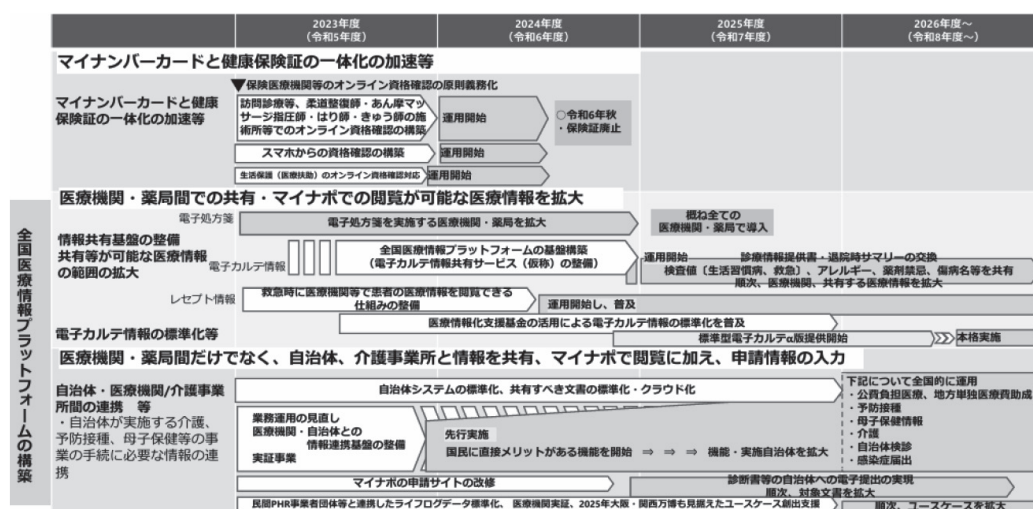 2023年度
(令和5年度)
2024年度
(令和6年度)
2025年度
(令和7年度)
2026年度~
(令和8年度~)
マイナンバーカードと健康保険証の一体化の加速等
▼保険医療機関等のオンライン資格確認の原則義務化
マイナンバーカードと健康
保険証の一体化の加速等
訪問診療等、柔道整復師・あん摩マッ
サージ指圧師・はり師・きゅう師の施
術所等でのオンライン資格確認の構築
運用開始
○令和6年秋
・保険証廃止
スマホからの資格確認の構築
運用開始
生活保護(医療扶助)のオンライン資格確認対応
運用開始
全国医療情報プラットフォームの構築
医療機関・薬局間での共有・マイナポでの閲覧が可能な医療情報を拡大
電子処方箋
電子処方箋を実施する医療機関・薬局を拡大
概ね全ての
医療機関・薬局で導入
情報共有基盤の整備
共有等が可能な医療情報
の範囲の拡大
電子カルテ情報
全国医療情報プラットフォームの基盤構築
(電子カルテ情報共有サービス(仮称)の整備)
運用開始
診療情報提供書・退院時サマリーの交換
検査値〔生活習慣病、救急〕、アレルギー、薬剤禁忌、傷病名等を共有
順次、医療機関、共有する医療情報を拡大
レセプト情報
救急時に医療機関等で患者の医療情報を閲覧できる
仕組みの整備
運用開始し、普及
電子カルテ情報の標準化等
医療情報化支援基金の活用による電子カルテ情報の標準化を普及
標準型電子カルテα版提供開始
本格実施
医療機関・薬局間だけでなく、自治体、介護事業所と情報を共有、マイナポで閲覧に加え、申請情報の入力
自治体・医療機関/介護事業
所間の連携 等
・自治体が実施する介護、
予防接種、母子保健等の事
業の手続に必要な情報の連
携
自治体システムの標準化、共有すべき文書の標準化・クラウド化
業務運用の見直し
医療機関・自治体との
情報連携基盤の整備
実証事業
先行実施
国民に直接メリットがある機能を開始 ⇒ ⇒ ⇒ 機能・実施自治体を拡大
下記について全国的に運用
・公費負担医療、地方単独医療費助成
・予防接種
・母子保健情報
・介護
・自治体検診
・感染症届出
マイナポの申請サイトの改修
診断書等の自治体への電子提出の実現
順次、対象文書を拡大
民間PHR事業者団体等と連携したライフログデータ標準化、医療機関実証、2025年大阪・関西万博も見据えたユースケース創出支援
順次、ユースケースを拡大